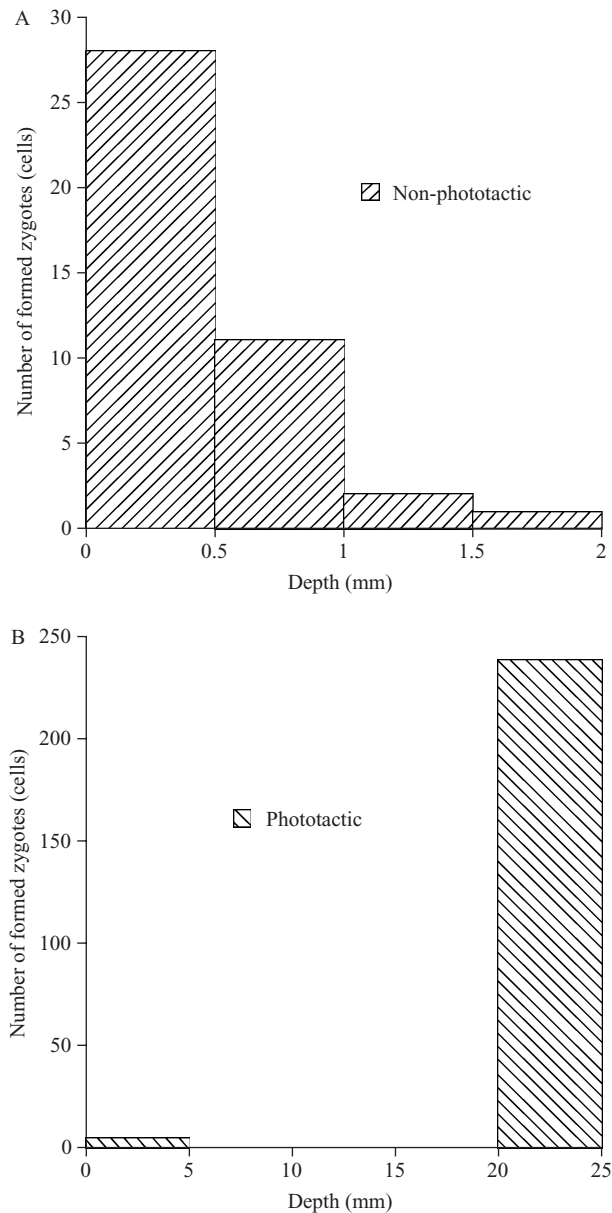 A
30
25
20
15
10
5
0
Number of formed zygotes (cells)
Non-phototactic
0 0.5 1 1.5 2
Depth (mm)
B
250
200
150
100
50
0
Number of formed zygotes (cells)
Phototactic
0 5 10 15 20 25
Depth (mm)